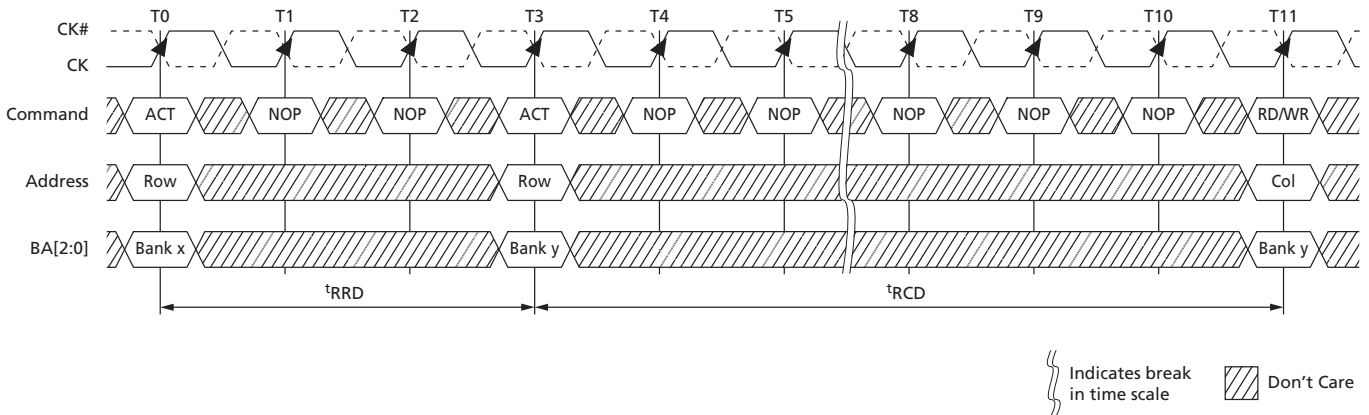 T0 T1 T2 T3 T4 T5 T8 T9 T10 T11
CK#
CK
Command ACT NOP NOP ACT NOP NOP NOP NOP NOP RD/WR
Address Row Row Col
BA[2:0] Bank x Bank y Bank y
tRRD tRCD
Indicates break
in time scale
Don't Care